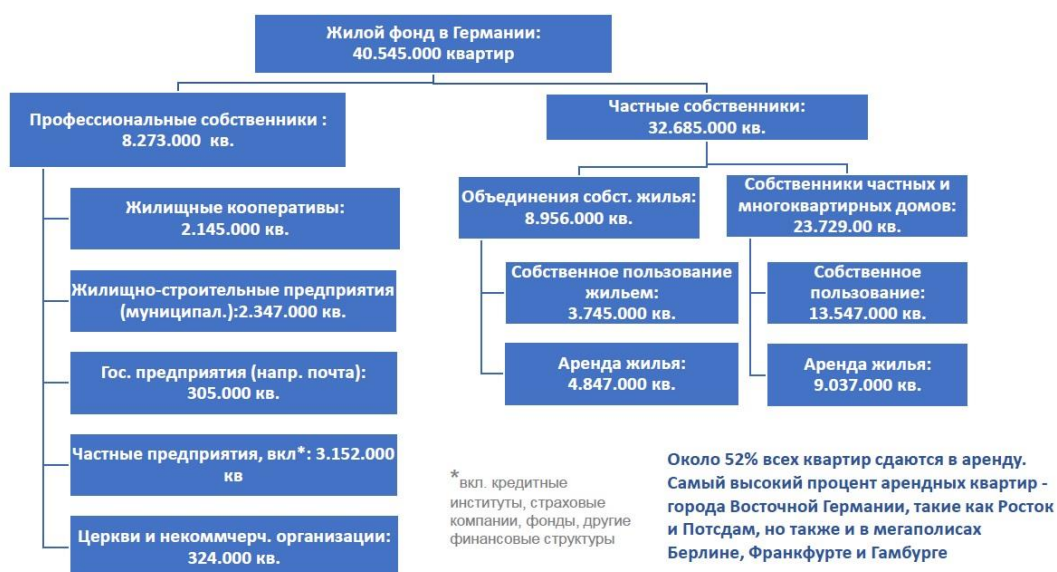 Жилой фонд в Германии:
40.545.000 квартир
Профессиональные собственники :
8.273.000 кв.
Жилищные кооперативы:
2.145.000 кв.
Жилищно-строительные предприятия
(муниципал.):2.347.000 кв.
Гос. предприятия (напр. почта):
305.000 кв.
Частные предприятия, вкл*: 3.152.000
кв
Церкви и некоммчерч. организации:
324.000 кв.
Частные собственники:
32.685.000 кв.
Объединения собст. жилья:
8.956.000 кв.
Собственное пользование
жильем:
3.745.000 кв.
Аренда жилья:
4.847.000 кв.
Собственники частных и
многоквартирных домов:
23.729.00 кв.
Собственное
пользование:
13.547.000 кв.
Аренда жилья:
9.037.000 кв.
*вкл. кредитные
институты, страховые
компании, фонды, другие
финансовые структуры
Около 52% всех квартир сдаются в аренду.
Самый высокий процент арендных квартир -
города Восточной Германии, такие как Росток
и Потсдам, но также и в мегаполисах
Берлине, Франкфурте и Гамбурге